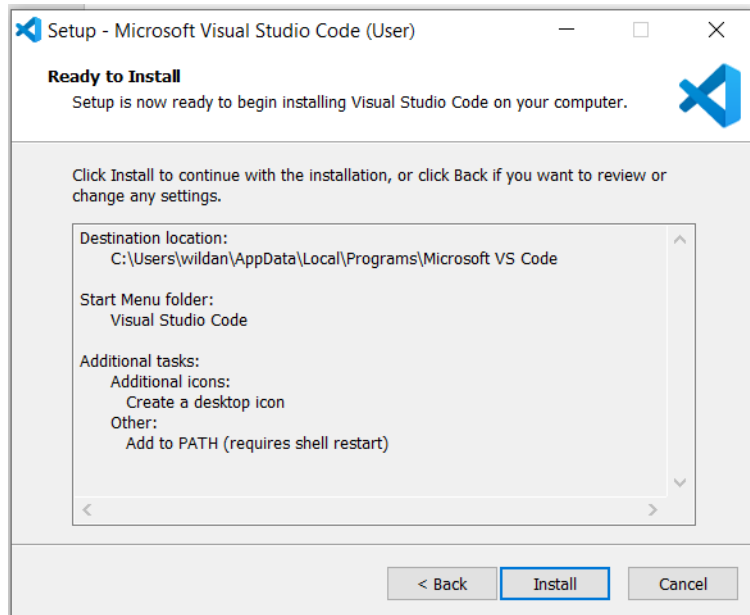 Setup - Microsoft Visual Studio Code (User)
Ready to Install
Setup is now ready to begin installing Visual Studio Code on your computer.
Click Install to continue with the installation, or click Back if you want to review or
change any settings.
Destination location:
C:\Users\wildan\AppData\Local\Programs\Microsoft VS Code
Start Menu folder:
Visual Studio Code
Additional tasks:
Additional icons:
Create a desktop icon
Other:
Add to PATH (requires shell restart)
< Back
Install
Cancel